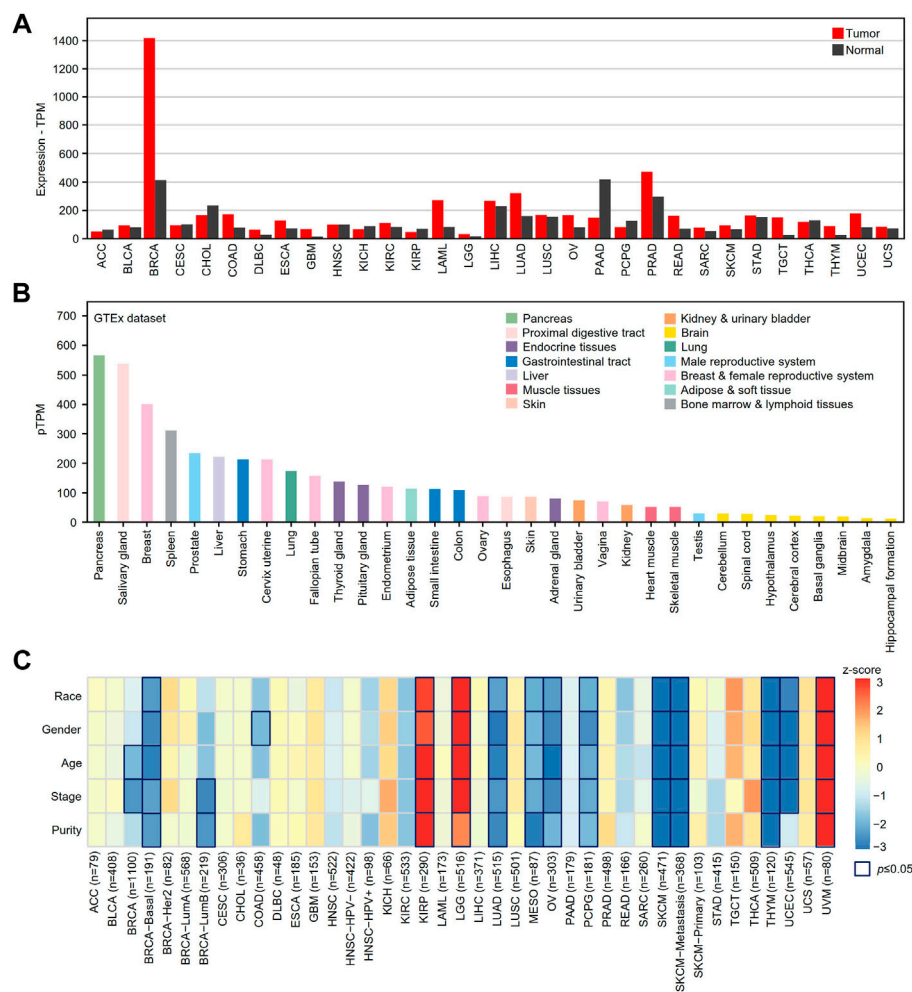 A
Expression - TPM
1400
1200
1000
800
600
400
200
0
Tumor
Normal
ACC
BLCA
BRCA
CESC
CHOL
COAD
DLBC
ESCA
GBM
HNSC
KICH
KIRC
KIRP
LAML
LGG
LIHC
LUAD
LUSC
OV
PAAD
PCPG
PRAD
READ
SARC
SKCM
STAD
TGCT
THCA
THYM
UCEC
UCS
B
pTPM
700
600
500
400
300
200
100
0
GTEx dataset
Pancreas
Proximal digestive tract
Endocrine tissues
Gastrointestinal tract
Liver
Muscle tissues
Skin
Kidney & urinary bladder
Brain
Lung
Male reproductive system
Breast & female reproductive system
Adipose & soft tissue
Bone marrow & lymphoid tissues
Pancreas
Salivary gland
Breast
Spleen
Prostate
Liver
Stomach
Cervix uterine
Lung
Fallopian tube
Thyroid gland
Pituitary gland
Endometrium
Adipose tissue
Small intestine
Colon
Ovary
Esophagus
Skin
Adrenal gland
Urinary bladder
Vagina
Kidney
Heart muscle
Skeletal muscle
Testis
Cerebellum
Spinal cord
Hypothalamus
Cerebral cortex
Basal ganglia
Midbrain
Amygdala
Hippocampal formation
C
Race
Gender
Age
Stage
Purity
z-score
3
2
1
0
−1
−2
−3
p≤0.05
ACC (n=79)
BLCA (n=408)
BRCA (n=1100)
BRCA−Basal (n=191)
BRCA−Her2 (n=82)
BRCA−LumA (n=568)
BRCA−LumB (n=219)
CESC (n=306)
CHOL (n=36)
COAD (n=458)
DLBC (n=48)
ESCA (n=185)
GBM (n=153)
HNSC (n=522)
HNSC−HPV− (n=422)
HNSC−HPV+ (n=98)
KICH (n=66)
KIRC (n=533)
KIRP (n=290)
LAML (n=173)
LGG (n=516)
LIHC (n=371)
LUAD (n=515)
LUSC (n=501)
MESO (n=87)
OV (n=303)
PAAD (n=179)
PCPG (n=181)
PRAD (n=498)
READ (n=166)
SARC (n=260)
SKCM (n=471)
SKCM−Metastasis (n=368)
SKCM−Primary (n=103)
STAD (n=415)
TGCT (n=150)
THCA (n=509)
THYM (n=120)
UCEC (n=545)
UCS (n=57)
UVM (n=80)